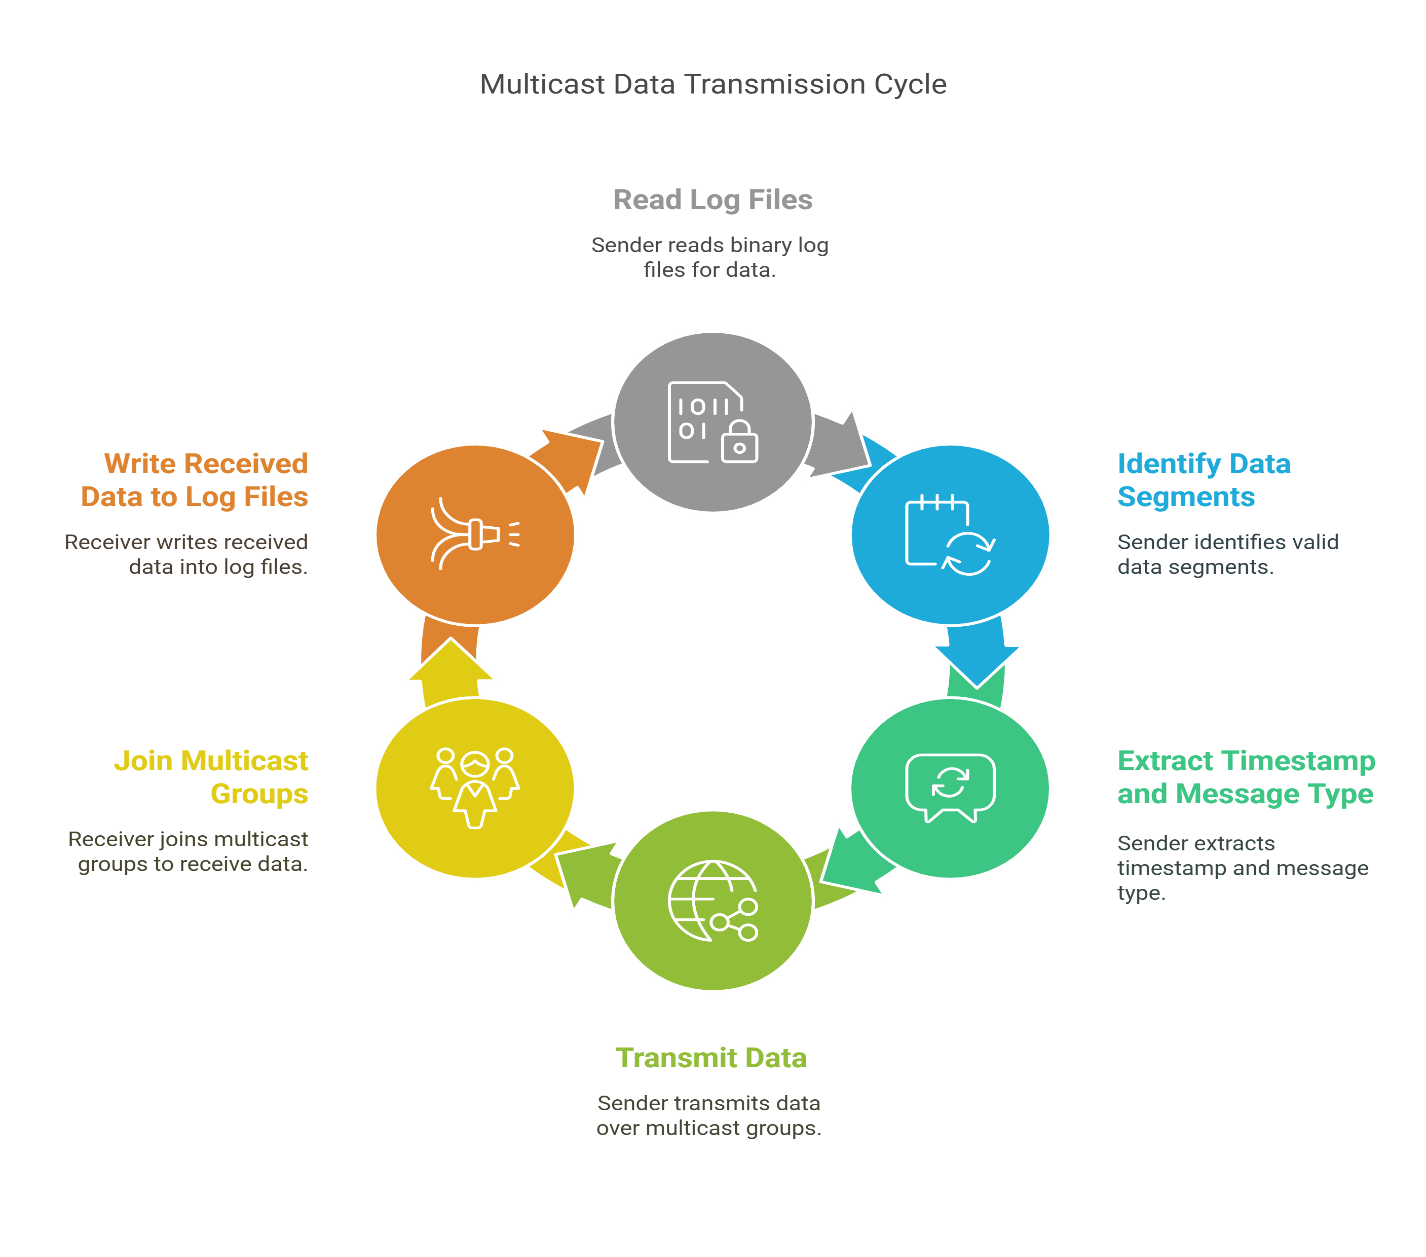 Multicast Data Transmission Cycle
Read Log Files
Sender reads binary log
files for data.
Identify Data
Segments
Sender identifies valid
data segments.
Extract Timestamp
and Message Type
Sender extracts
timestamp and message
type.
Transmit Data
Sender transmits data
over multicast groups.
Join Multicast
Groups
Receiver joins multicast
groups to receive data.
Write Received
Data to Log Files
Receiver writes received
data into log files.
1011
01